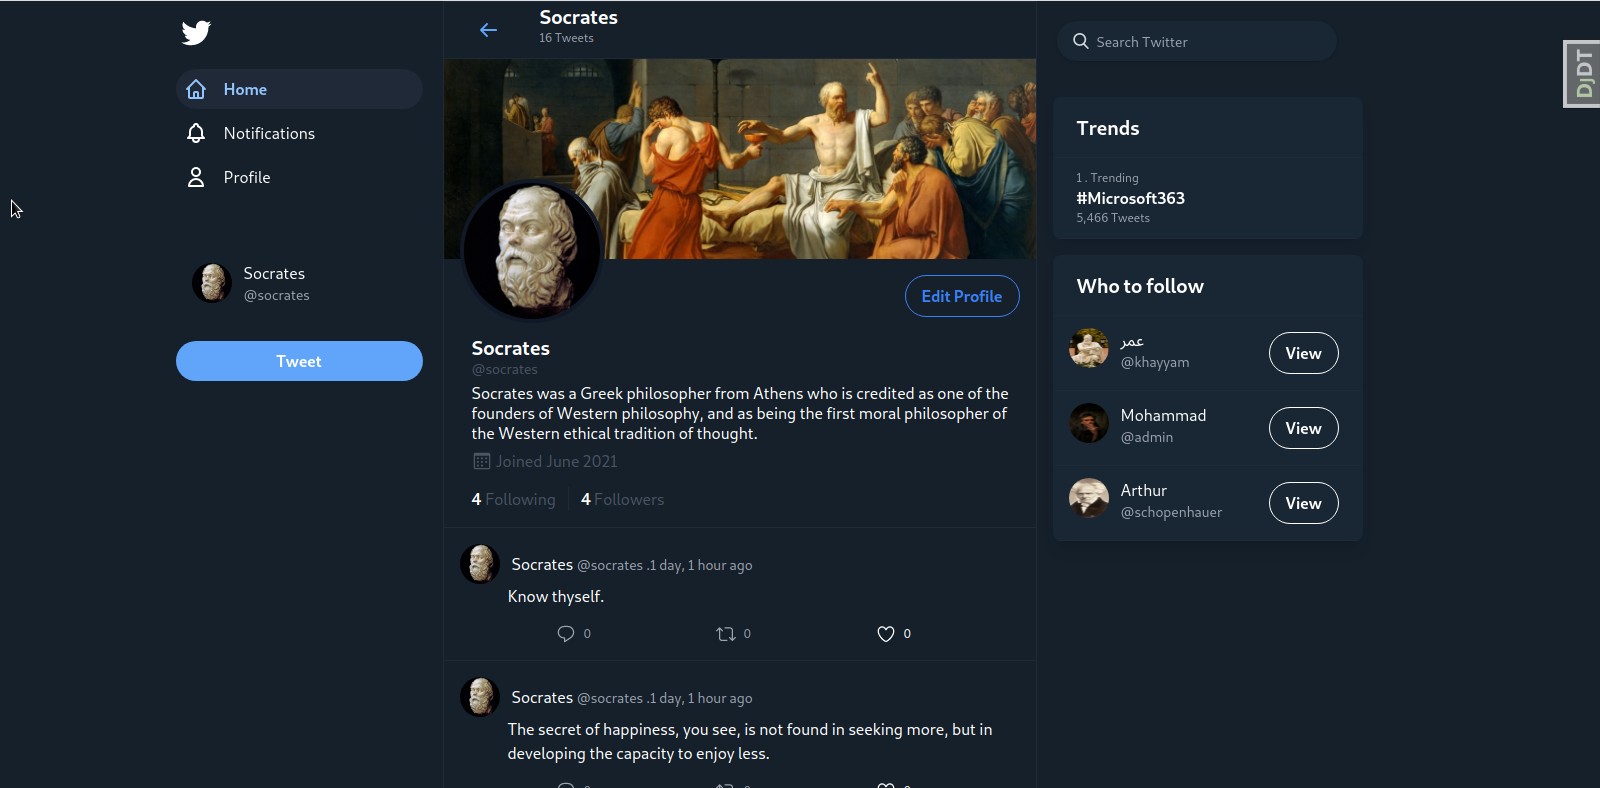 Home
Notifications
Profile
Socrates
@socrates
Tweet
Socrates
16 Tweets
Edit Profile
Socrates
@socrates
Socrates was a Greek philosopher from Athens who is credited as one of the
founders of Western philosophy, and as being the first moral philosopher of
the Western ethical tradition of thought.
Joined June 2021
4 Following
4 Followers
Socrates @socrates .1 day, 1 hour ago
Know thyself.
0
0
0
Socrates @socrates .1 day, 1 hour ago
The secret of happiness, you see, is not found in seeking more, but in
developing the capacity to enjoy less.
Search Twitter
Trends
1 . Trending
#Microsoft363
5,466 Tweets
Who to follow
عمر
@khayyam
View
Mohammad
@admin
View
Arthur
@schopenhauer
View
DjDT